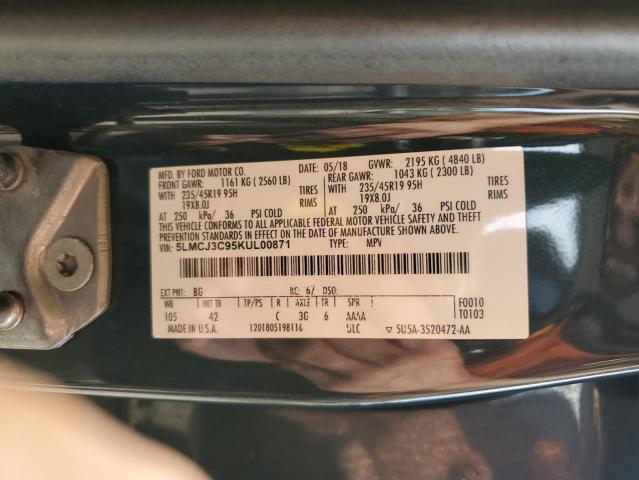 MFD. BY FORD MOTOR CO. 05/18 GVWR: 2195 KG ( 4840 LB)
FRONT GAWR: 1161 KG ( 2560 LB) REAR GAWR: 1043 KG ( 2300 LB)
WITH 235/45R19 95H TIRES WITH 235/45R19 95H TIRES
19X8.0J RIMS 19X8.0J RIMS
AT 250 kPa/ 36 PSI COLD AT 250 kPa/ 36 PSI COLD
THIS VEHICLE CONFORMS TO ALL APPLICABLE FEDERAL MOTOR VEHICLE SAFETY AND BUMPER
STANDARDS AND THEFT PREVENTION STANDARDS IN EFFECT ON THE DATE OF MANUFACTURE SHOWN ABOVE.
VIN: 5LMCJ3C95KUL00871 TYPE: MPV
EXT PNT: BG RC: 67 DSO:
WB INT TR TP/PS R AXLE TR SPR F0010
105 42 C 3G 6 AAAA T0103
MADE IN U.S.A. 1201805198116 ULC ▽ 5U5A-3520472-AA